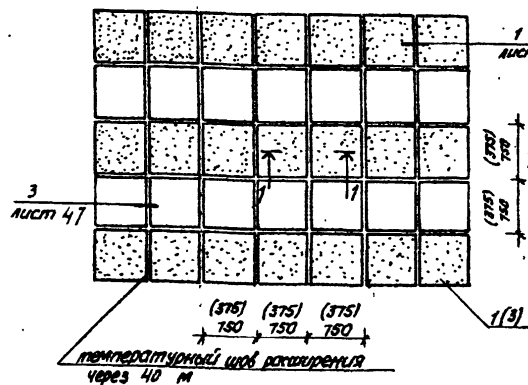 1
лист
(375)
750
(375)
750
1 1
3
лист 47
(375) (375) (375)
750 750 750
1(3)
температурный шов расширения
через 40 м